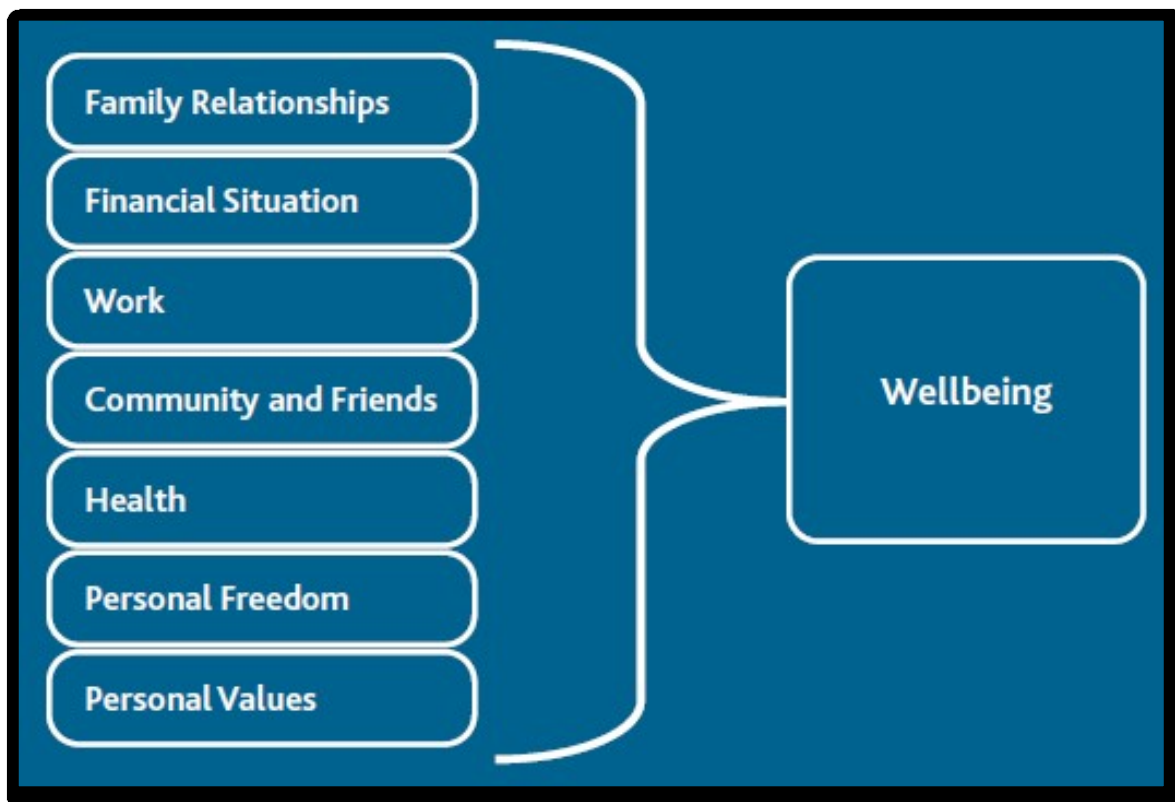 Family Relationships
Financial Situation
Work
Community and Friends
Health
Personal Freedom
Personal Values
Wellbeing